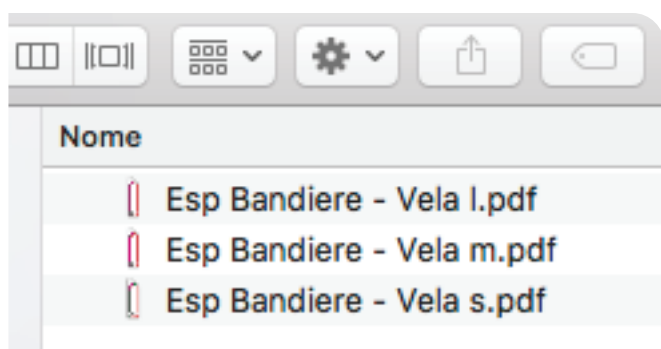 Nome
Esp Bandiere - Vela l.pdf
Esp Bandiere - Vela m.pdf
Esp Bandiere - Vela s.pdf